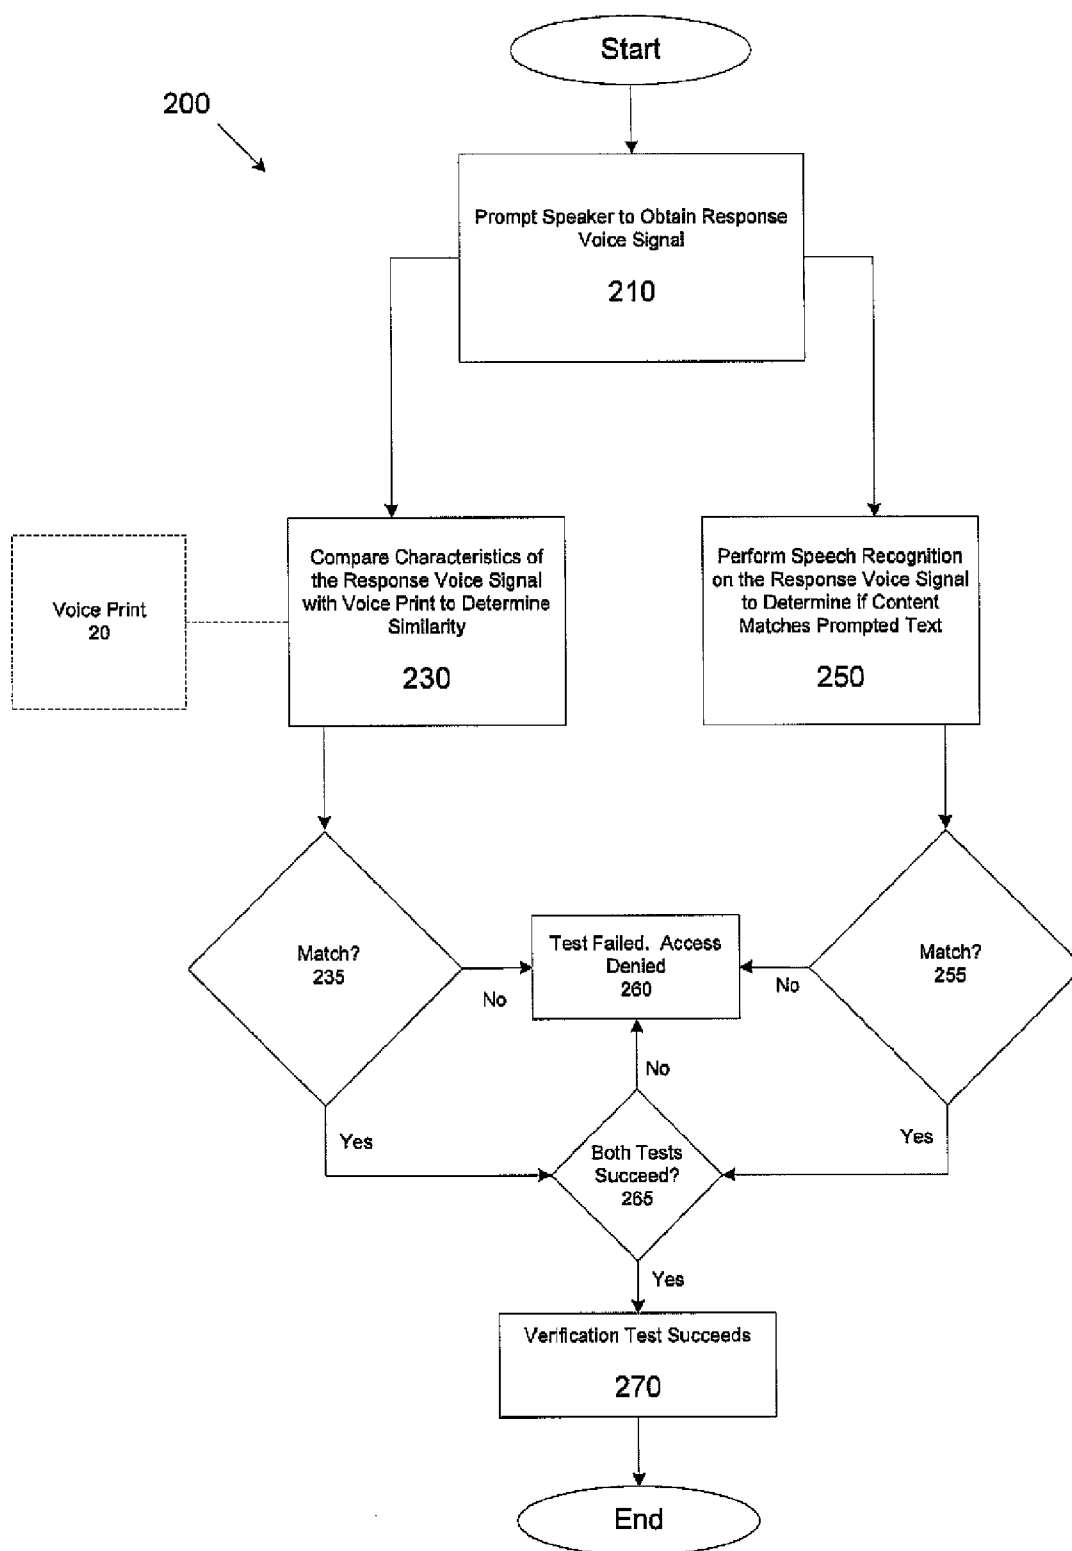 Start
200
Prompt Speaker to Obtain Response
Voice Signal
210
Voice Print
20
Compare Characteristics of
the Response Voice Signal
with Voice Print to Determine
Similarity
230
Perform Speech Recognition
on the Response Voice Signal
to Determine if Content
Matches Prompted Text
250
Match?
235
No
Test Failed. Access
Denied
260
No
Match?
255
No
Yes
Both Tests
Succeed?
265
Yes
Yes
Verification Test Succeeds
270
End